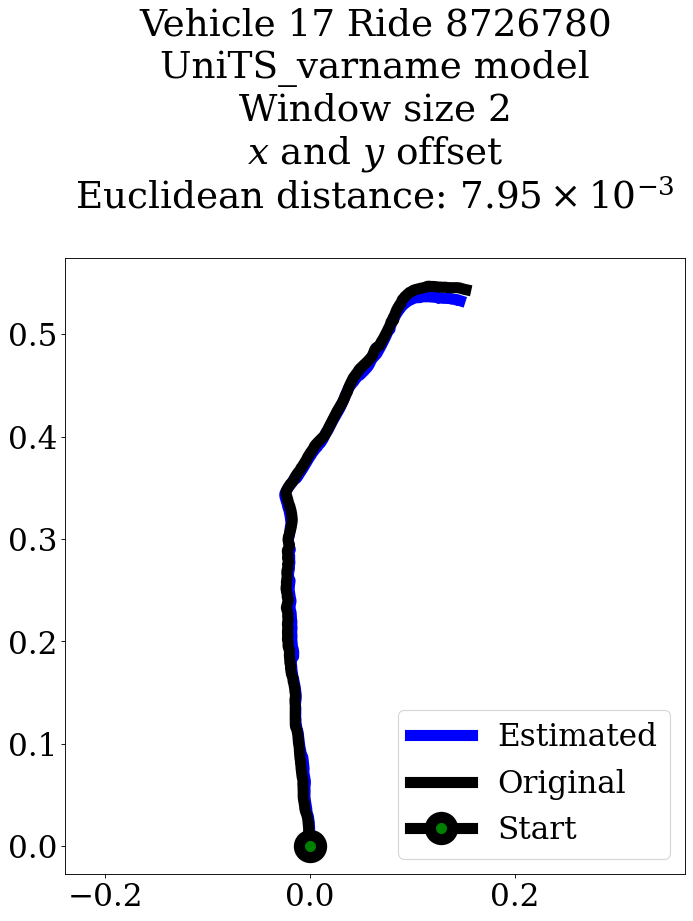 Vehicle 17 Ride 8726780
UniTS_varname model
Window size 2
x and y offset
Euclidean distance: 7.95 × 10⁻³
0.5
0.4
0.3
0.2
0.1
0.0
−0.2
0.0
0.2
Estimated
Original
Start